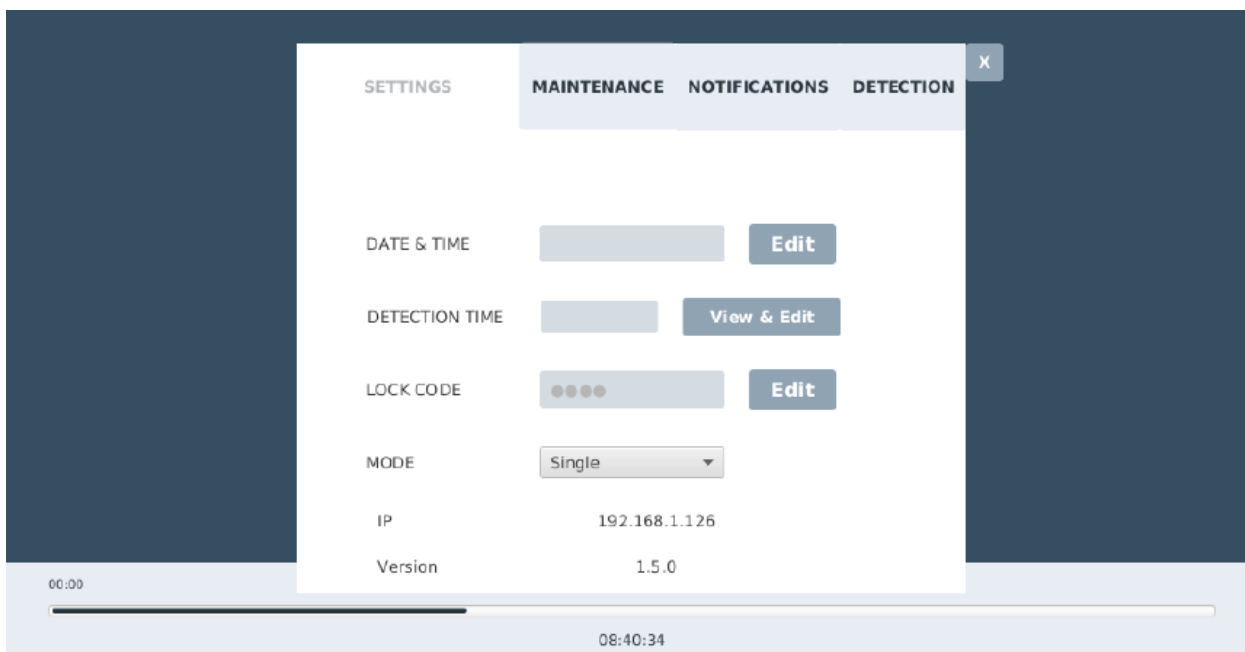 X
SETTINGS MAINTENANCE NOTIFICATIONS DETECTION
DATE & TIME Edit
DETECTION TIME View & Edit
LOCK CODE ●●●● Edit
MODE Single
IP 192.168.1.126
Version 1.5.0
00:00
08:40:34